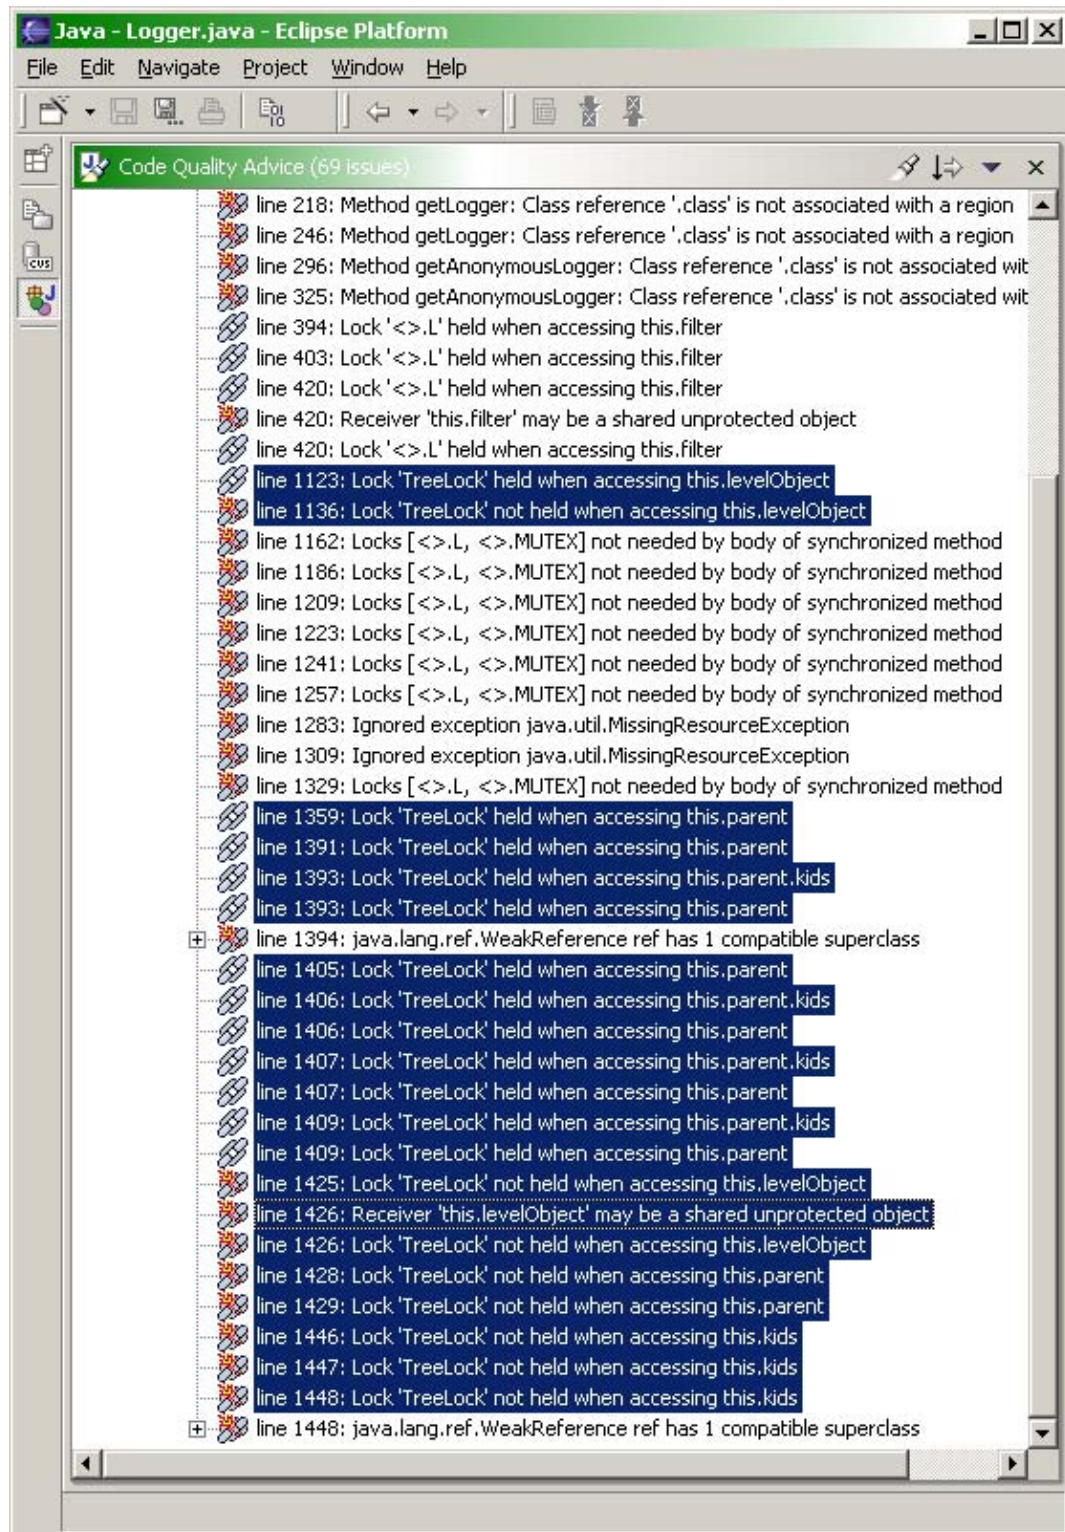 Java - Logger.java - Eclipse Platform
File Edit Navigate Project Window Help
Code Quality Advice (69 issues)
line 218: Method getLogger: Class reference '.class' is not associated with a region
line 246: Method getLogger: Class reference '.class' is not associated with a region
line 296: Method getAnonymousLogger: Class reference '.class' is not associated wit
line 325: Method getAnonymousLogger: Class reference '.class' is not associated wit
line 394: Lock '<>.L' held when accessing this.filter
line 403: Lock '<>.L' held when accessing this.filter
line 420: Lock '<>.L' held when accessing this.filter
line 420: Receiver 'this.filter' may be a shared unprotected object
line 420: Lock '<>.L' held when accessing this.filter
line 1123: Lock 'TreeLock' held when accessing this.levelObject
line 1136: Lock 'TreeLock' not held when accessing this.levelObject
line 1162: Locks [<>.L, <>.MUTEX] not needed by body of synchronized method
line 1186: Locks [<>.L, <>.MUTEX] not needed by body of synchronized method
line 1209: Locks [<>.L, <>.MUTEX] not needed by body of synchronized method
line 1223: Locks [<>.L, <>.MUTEX] not needed by body of synchronized method
line 1241: Locks [<>.L, <>.MUTEX] not needed by body of synchronized method
line 1257: Locks [<>.L, <>.MUTEX] not needed by body of synchronized method
line 1283: Ignored exception java.util.MissingResourceException
line 1309: Ignored exception java.util.MissingResourceException
line 1329: Locks [<>.L, <>.MUTEX] not needed by body of synchronized method
line 1359: Lock 'TreeLock' held when accessing this.parent
line 1391: Lock 'TreeLock' held when accessing this.parent
line 1393: Lock 'TreeLock' held when accessing this.parent.kids
line 1393: Lock 'TreeLock' held when accessing this.parent
line 1394: java.lang.ref.WeakReference ref has 1 compatible superclass
line 1405: Lock 'TreeLock' held when accessing this.parent
line 1406: Lock 'TreeLock' held when accessing this.parent.kids
line 1406: Lock 'TreeLock' held when accessing this.parent
line 1407: Lock 'TreeLock' held when accessing this.parent.kids
line 1407: Lock 'TreeLock' held when accessing this.parent
line 1409: Lock 'TreeLock' held when accessing this.parent.kids
line 1409: Lock 'TreeLock' held when accessing this.parent
line 1425: Lock 'TreeLock' not held when accessing this.levelObject
line 1426: Receiver 'this.levelObject' may be a shared unprotected object
line 1426: Lock 'TreeLock' not held when accessing this.levelObject
line 1428: Lock 'TreeLock' not held when accessing this.parent
line 1429: Lock 'TreeLock' not held when accessing this.parent
line 1446: Lock 'TreeLock' not held when accessing this.kids
line 1447: Lock 'TreeLock' not held when accessing this.kids
line 1448: Lock 'TreeLock' not held when accessing this.kids
line 1448: java.lang.ref.WeakReference ref has 1 compatible superclass